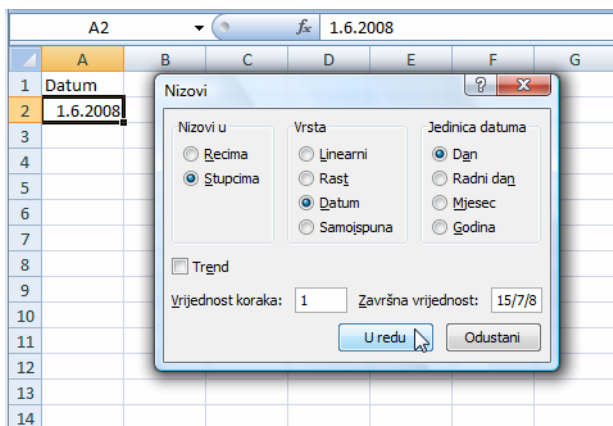 A2 fx 1.6.2008
A B C D E F G
1 Datum
2 1.6.2008
3
4
5
6
7
8
9
10
11
12
13
14
Nizovi ? X
Nizovi u Vrsta Jedinica datuma
Recima Linearni Dan
Stupcima Rast Radni dan
Datum Mjesec
Samoispuna Godina
Trend
Vrijednost koraka: 1 Završna vrijednost: 15/7/8
U redu Odustani